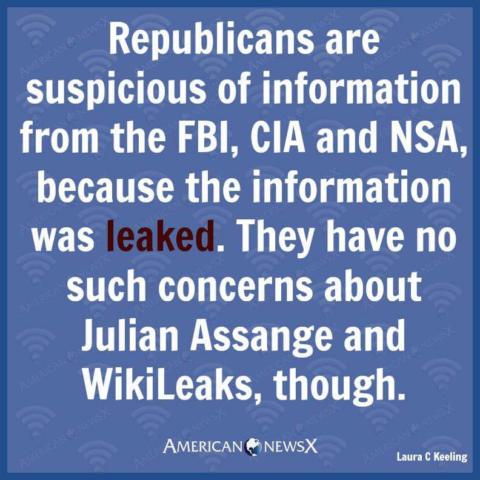 Republicans are
suspicious of information
from the FBI, CIA and NSA,
because the information
was leaked. They have no
such concerns about
Julian Assange and
WikiLeaks, though.
AMERICAN NEWSX
Laura C Keeling